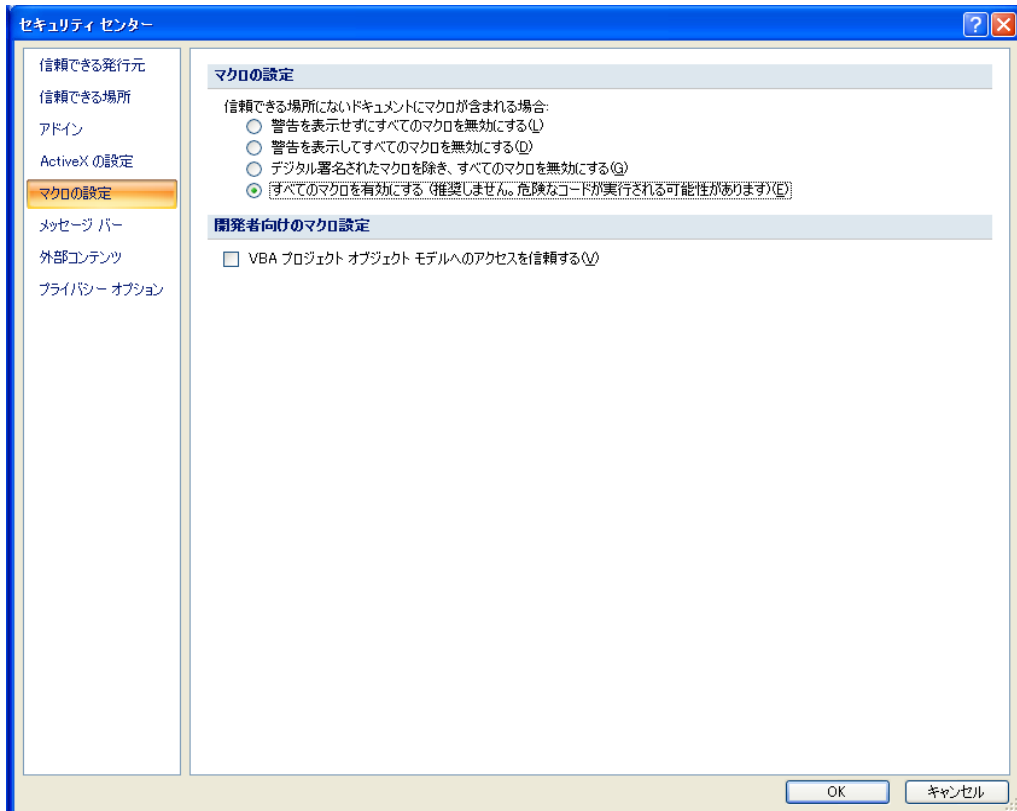 セキュリティ センター
信頼できる発行元
信頼できる場所
アドイン
ActiveX の設定
マクロの設定
メッセージ バー
外部コンテンツ
プライバシー オプション
マクロの設定
信頼できる場所にないドキュメントにマクロが含まれる場合:
警告を表示せずにすべてのマクロを無効にする(L)
警告を表示してすべてのマクロを無効にする(D)
デジタル署名されたマクロを除き、すべてのマクロを無効にする(G)
すべてのマクロを有効にする (推奨しません。危険なコードが実行される可能性があります)(E)
開発者向けのマクロ設定
VBA プロジェクト オブジェクト モデルへのアクセスを信頼する(V)
OK
キャンセル